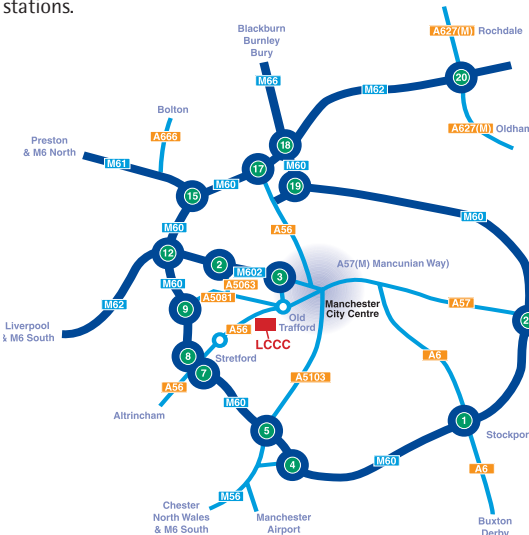 stations.
A627(M) Rochdale
Blackburn
Burnley
Bury
20
M66
M62
Bolton
A627(M) Oldham
A666
Preston
& M6 North
18
M61
17
M60
19
M60
15
M60
M60
A56
12
2
3
A57(M) Mancunian Way)
M602
M60
A5063
A5081
M62
9
Manchester
City Centre
A57
Old
Trafford
Liverpool
& M6 South
A56
LCCC
8
Stretford
A6
7
A5103
A56
M60
Altrincham
5
1
Stockpor
4
M60
A6
M56
Chester
North Wales
& M6 South
Manchester
Airport
Buxton
Derby